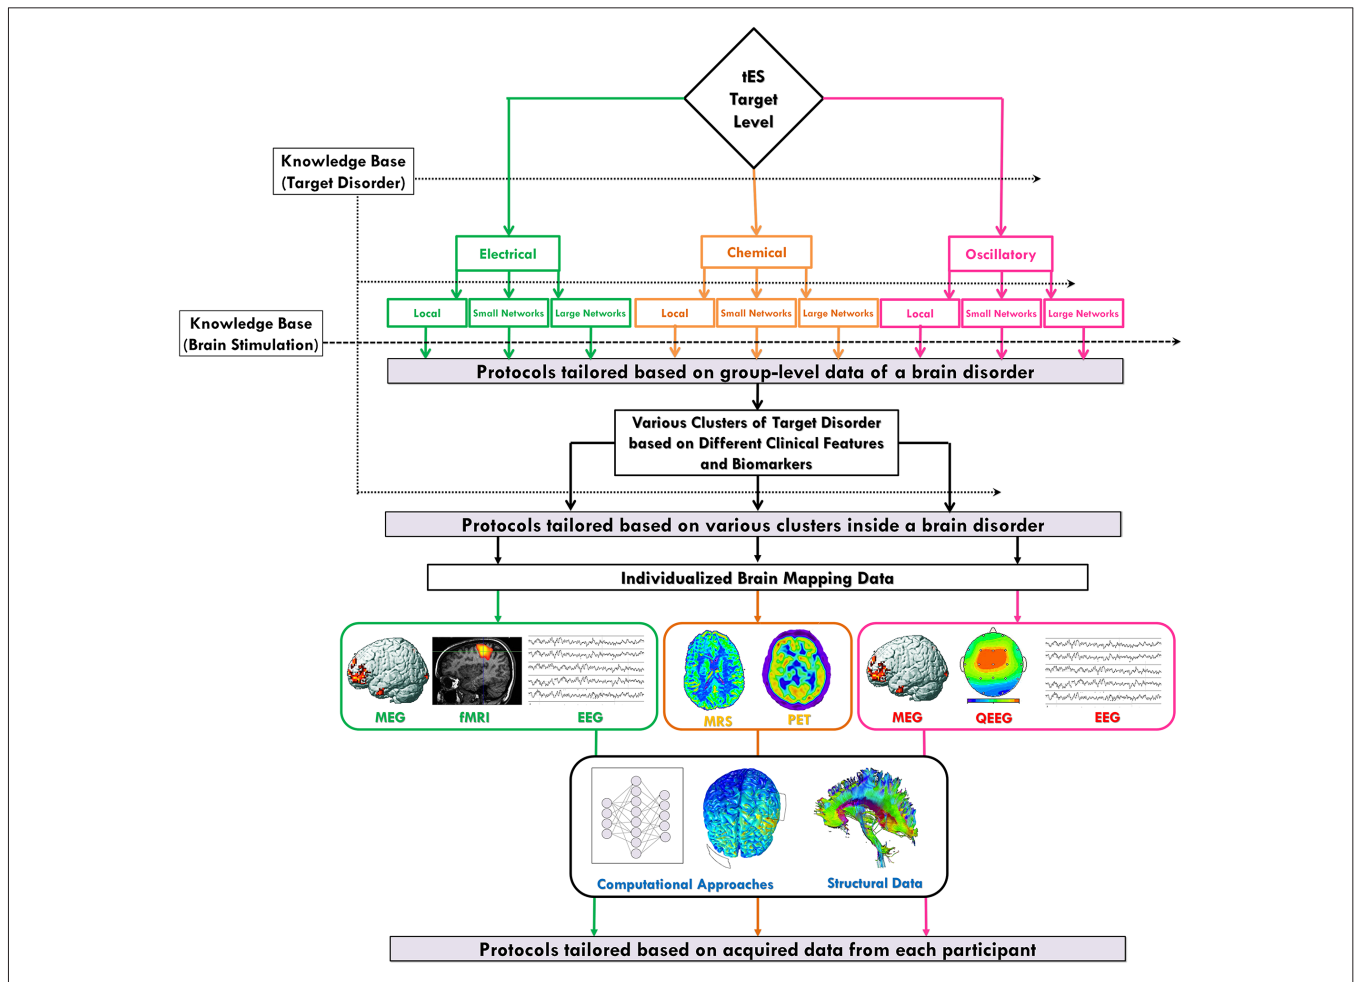 tES
Target
Level
Knowledge Base
(Target Disorder)
Electrical
Chemical
Oscillatory
Local
Small Networks
Large Networks
Local
Small Networks
Large Networks
Local
Small Networks
Large Networks
Knowledge Base
(Brain Stimulation)
Protocols tailored based on group-level data of a brain disorder
Various Clusters of Target Disorder
based on Different Clinical Features
and Biomarkers
Protocols tailored based on various clusters inside a brain disorder
Individualized Brain Mapping Data
MEG
fMRI
EEG
MRS
PET
MEG
QEEG
EEG
Computational Approaches
Structural Data
Protocols tailored based on acquired data from each participant